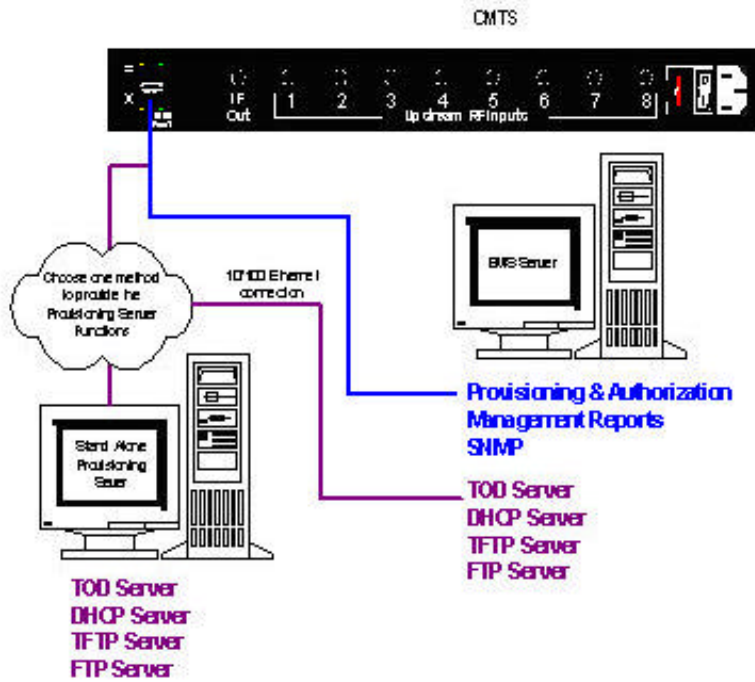 CMTS
X
IF
Out
1 2 3 4 5 6 7 8
Upstream RF Inputs
Choose one method
to provide the
Provisioning Server
Functions
10/100 Ethernet
connection
EMS Server
Provisioning & Authorization
Management Reports
SNMP
Stand Alone
Provisioning
Server
TOD Server
DHCP Server
TFTP Server
FTP Server
TOD Server
DHCP Server
TFTP Server
FTP Server